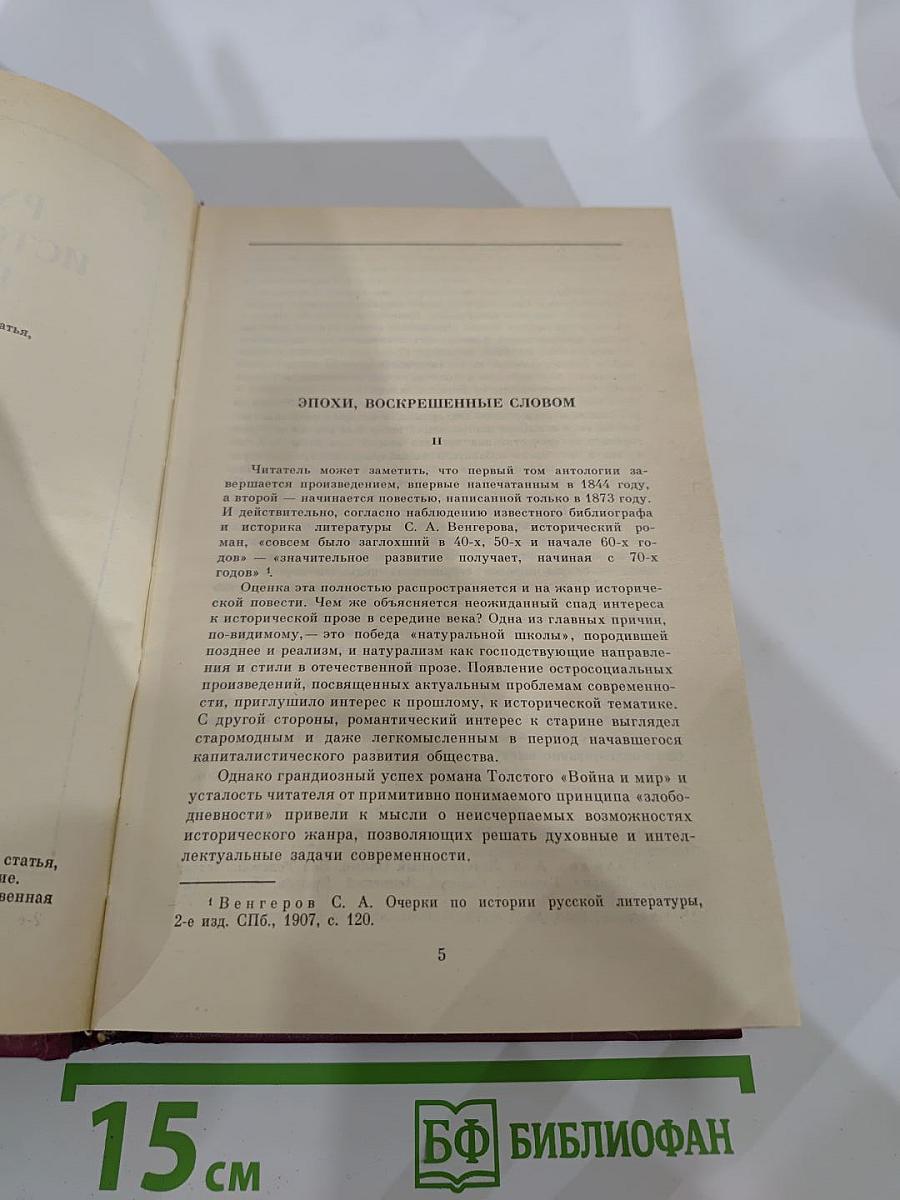 атья,
статья,
ие.
венная
ЭПОХИ, ВОСКРЕШЕННЫЕ СЛОВОМ
II
Читатель может заметить, что первый том антологии за-
вершается произведением, впервые напечатанным в 1844 году,
а второй — начинается повестью, написанной только в 1873 году.
И действительно, согласно наблюдению известного библиографа
и историка литературы С. А. Венгерова, исторический ро-
ман, «совсем было заглохший в 40-х, 50-х и начале 60-х го-
дов» — «значительное развитие получает, начиная с 70-х
годов» ¹.
Оценка эта полностью распространяется и на жанр историче-
ской повести. Чем же объясняется неожиданный спад интереса
к исторической прозе в середине века? Одна из главных причин,
по-видимому,— это победа «натуральной школы», породившей
позднее и реализм, и натурализм как господствующие направле-
ния и стили в отечественной прозе. Появление остросоциальных
произведений, посвященных актуальным проблемам современно-
сти, приглушило интерес к прошлому, к исторической тематике.
С другой стороны, романтический интерес к старине выглядел
старомодным и даже легкомысленным в период начавшегося
капиталистического развития общества.
Однако грандиозный успех романа Толстого «Война и мир» и
усталость читателя от примитивно понимаемого принципа «злобо-
дневности» привели к мысли о неисчерпаемых возможностях
исторического жанра, позволяющих решать духовные и интел-
лектуальные задачи современности.
¹ Венгеров С. А. Очерки по истории русской литературы,
2-е изд. СПб., 1907, с. 120.
5
15 см
БФ БИБЛИОФАН